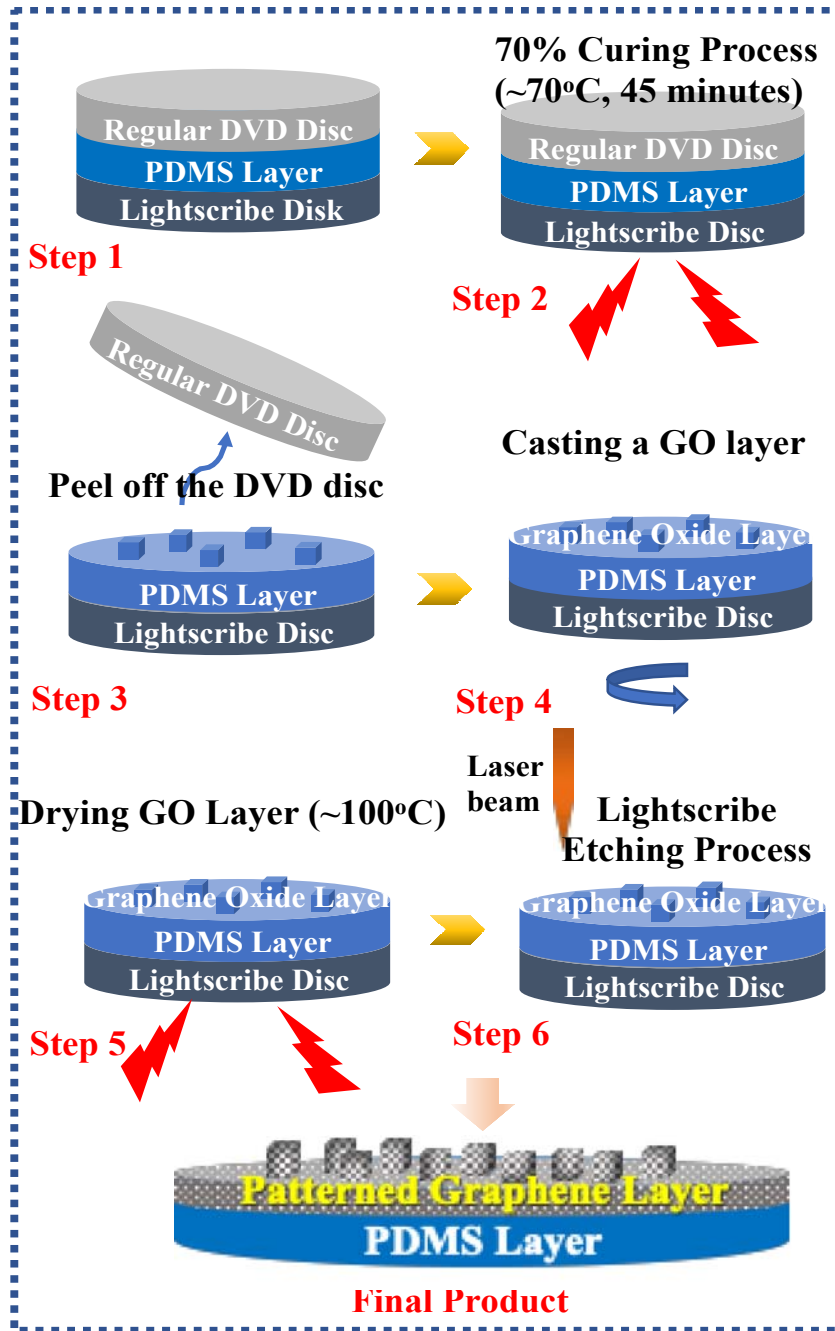 70% Curing Process
(~70°C, 45 minutes)
Regular DVD Disc
PDMS Layer
Lightscribe Disk
Step 1
Regular DVD Disc
PDMS Layer
Lightscribe Disc
Step 2
Regular DVD Disc
Peel off the DVD disc
PDMS Layer
Lightscribe Disc
Step 3
Casting a GO layer
Graphene Oxide Layer
PDMS Layer
Lightscribe Disc
Step 4
Drying GO Layer (~100°C)
Graphene Oxide Layer
PDMS Layer
Lightscribe Disc
Step 5
Laser
beam
Lightscribe
Etching Process
Graphene Oxide Layer
PDMS Layer
Lightscribe Disc
Step 6
Patterned Graphene Layer
PDMS Layer
Final Product